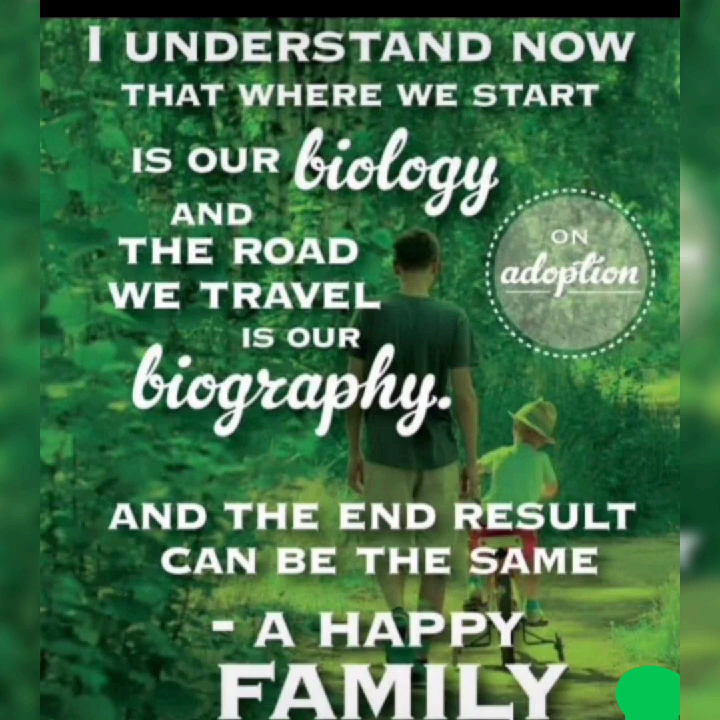 I UNDERSTAND NOW
THAT WHERE WE START
IS OUR biology
AND
THE ROAD
WE TRAVEL
IS OUR
biography.
ON
adoption
AND THE END RESULT
CAN BE THE SAME
- A HAPPY
FAMILY